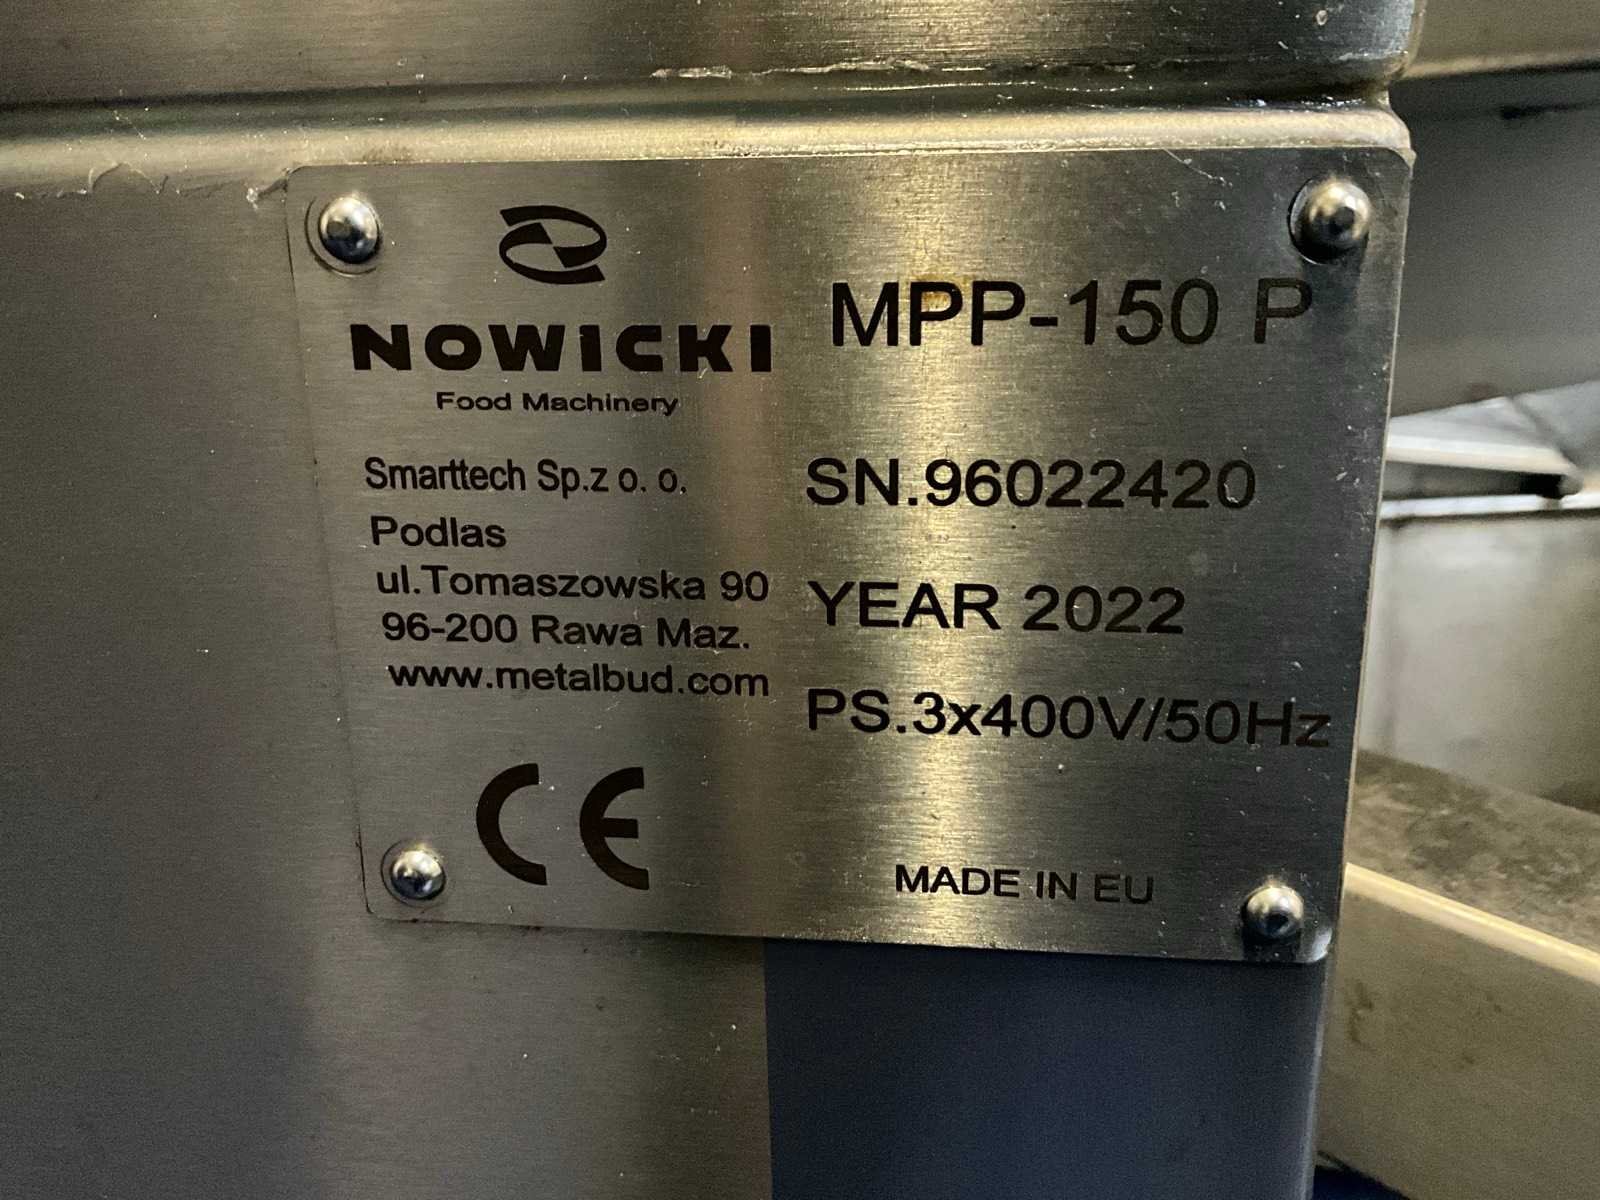 NOWICKI
Food Machinery
Smarttech Sp.z o. o.
Podlas
ul.Tomaszowska 90
96-200 Rawa Maz.
www.metalbud.com
CE
MPP-150 P
SN.96022420
YEAR 2022
PS.3x400V/50Hz
MADE IN EU